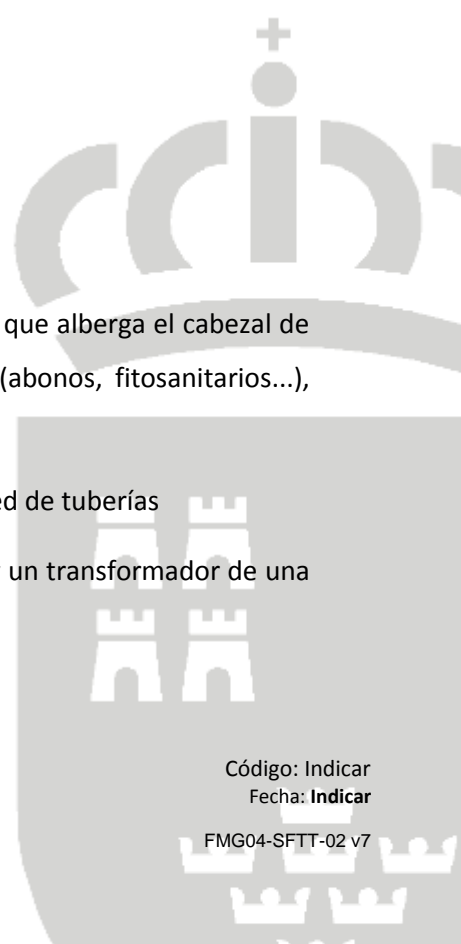 que alberga el cabezal de
(abonos, fitosanitarios...),
ed de tuberías
un transformador de una
Código: Indicar
Fecha: Indicar
FMG04-SFTT-02 v7